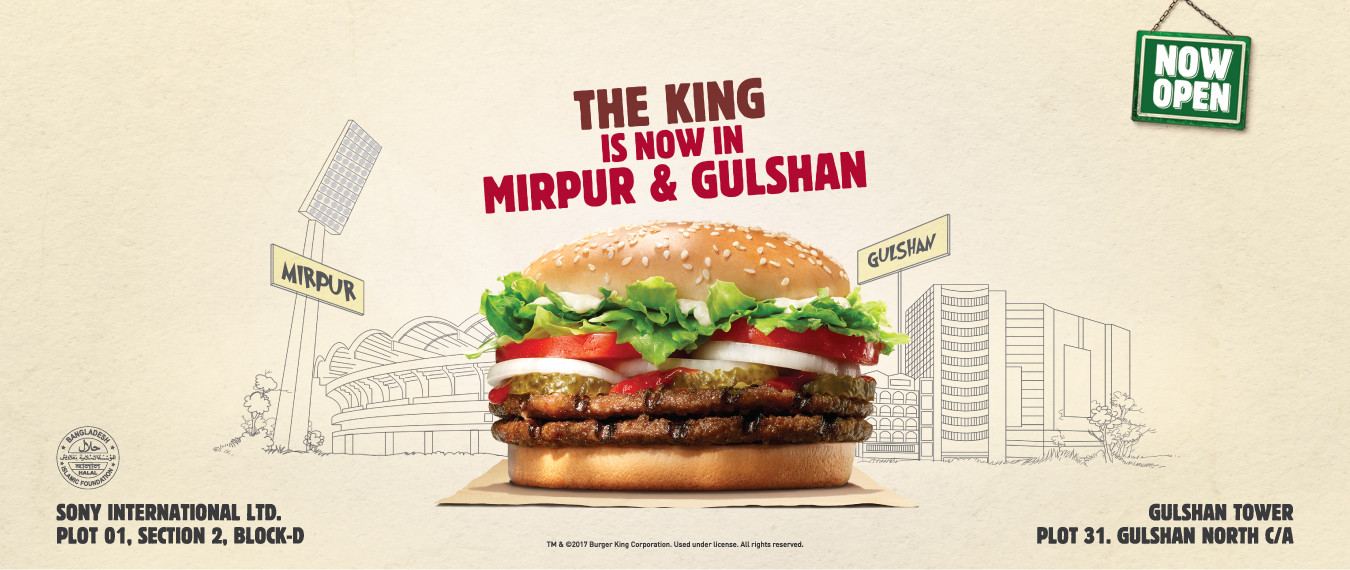 NOW
OPEN
THE KING
IS NOW IN
MIRPUR & GULSHAN
MIRPUR
GULSHAN
BANGLADESH
حلال
হালাল
HALAL
ISLAMIC FOUNDATION
SONY INTERNATIONAL LTD.
PLOT 01, SECTION 2, BLOCK-D
GULSHAN TOWER
PLOT 31. GULSHAN NORTH C/A
TM & ©2017 Burger King Corporation. Used under license. All rights reserved.